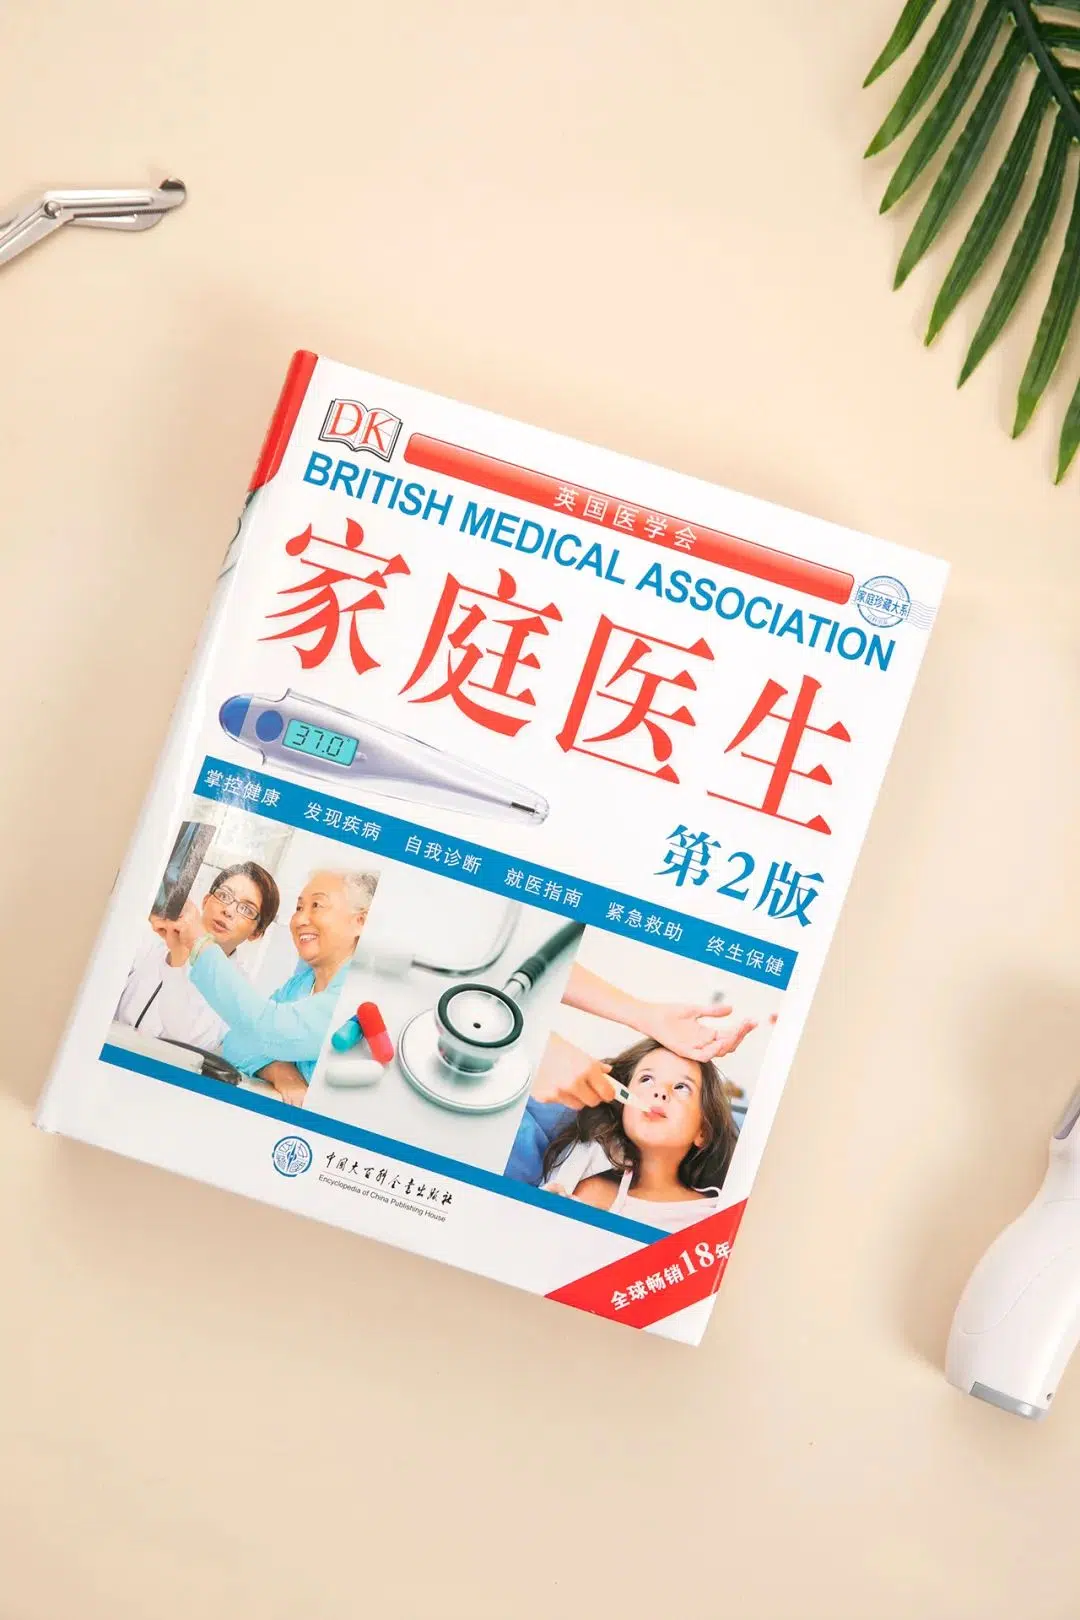 DK
英国医学会
BRITISH MEDICAL ASSOCIATION
家庭珍藏大系
家庭医生
37.0°
第2版
掌控健康 发现疾病 自我诊断 就医指南 紧急救助 终生保健
中国大百科全书出版社
Encyclopedia of China Publishing House
全球畅销18年